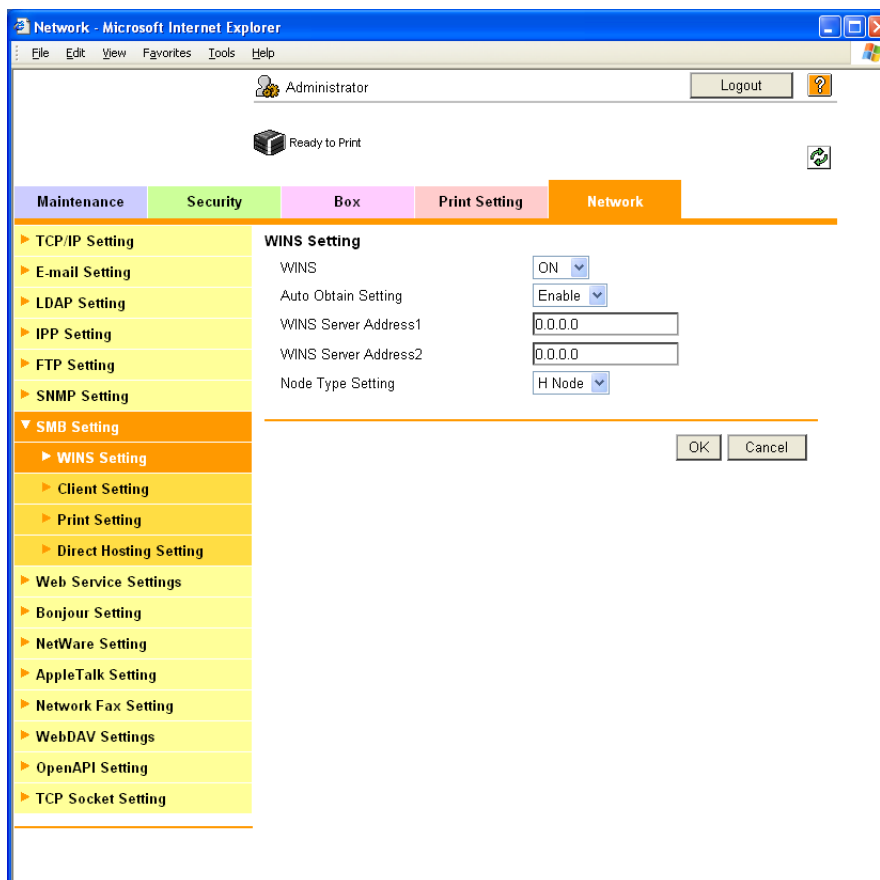 Network - Microsoft Internet Explorer
File Edit View Favorites Tools Help
Administrator Logout ?
Ready to Print
Maintenance Security Box Print Setting Network
TCP/IP Setting
E-mail Setting
LDAP Setting
IPP Setting
FTP Setting
SNMP Setting
SMB Setting
WINS Setting
Client Setting
Print Setting
Direct Hosting Setting
Web Service Settings
Bonjour Setting
NetWare Setting
AppleTalk Setting
Network Fax Setting
WebDAV Settings
OpenAPI Setting
TCP Socket Setting
WINS Setting
WINS ON
Auto Obtain Setting Enable
WINS Server Address1 0.0.0.0
WINS Server Address2 0.0.0.0
Node Type Setting H Node
OK Cancel